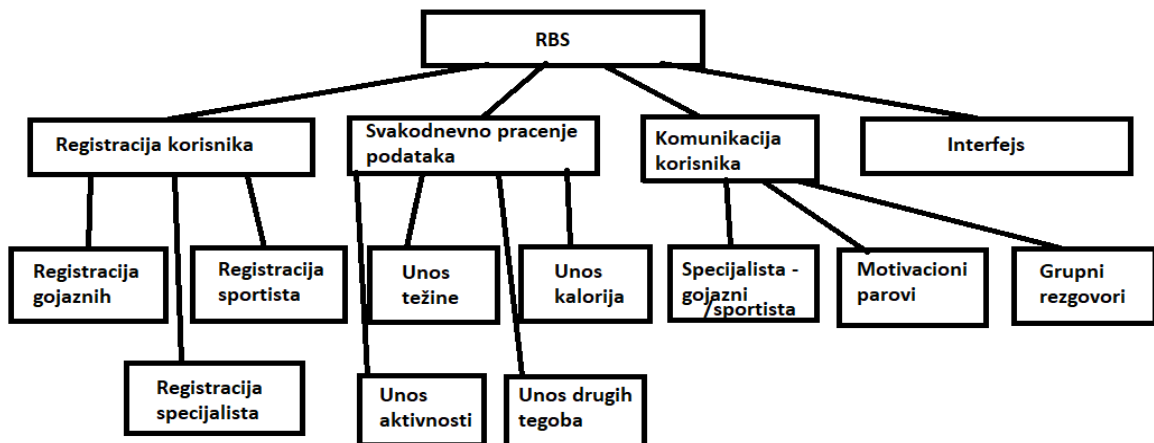 RBS
Registracija korisnika
Svakodnevno pracenje
podataka
Komunikacija
korisnika
Interfejs
Registracija
gojaznih
Registracija
sportista
Unos
težine
Unos
kalorija
Specijalista -
gojazni
/sportista
Motivacioni
parovi
Grupni
rezgovori
Registracija
specijalista
Unos
aktivnosti
Unos drugih
tegoba